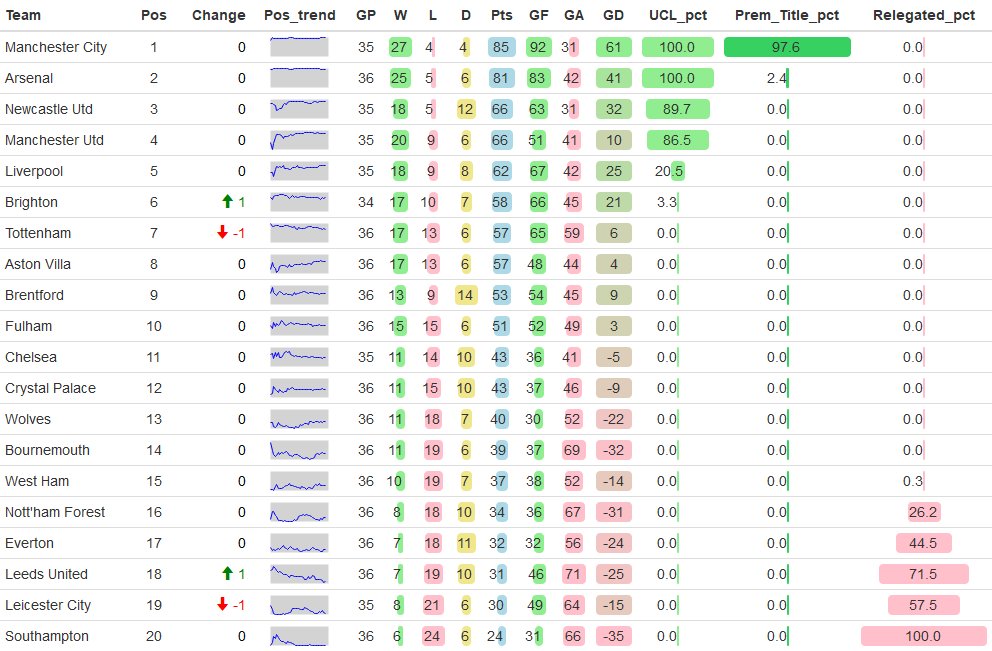 Team Pos Change Pos_trend GP W L D Pts GF GA GD UCL_pct Prem_Title_pct Relegated_pct
Manchester City 1 0 35 27 4 4 85 92 31 61 100.0 97.6 0.0
Arsenal 2 0 36 25 5 6 81 83 42 41 100.0 2.4 0.0
Newcastle Utd 3 0 35 18 5 12 66 63 31 32 89.7 0.0 0.0
Manchester Utd 4 0 35 20 9 6 66 51 41 10 86.5 0.0 0.0
Liverpool 5 0 35 18 9 8 62 67 42 25 20.5 0.0 0.0
Brighton 6 1 34 17 10 7 58 66 45 21 3.3 0.0 0.0
Tottenham 7 -1 36 17 13 6 57 65 59 6 0.0 0.0 0.0
Aston Villa 8 0 36 17 13 6 57 48 44 4 0.0 0.0 0.0
Brentford 9 0 36 13 9 14 53 54 45 9 0.0 0.0 0.0
Fulham 10 0 36 15 15 6 51 52 49 3 0.0 0.0 0.0
Chelsea 11 0 35 11 14 10 43 36 41 -5 0.0 0.0 0.0
Crystal Palace 12 0 36 11 15 10 43 37 46 -9 0.0 0.0 0.0
Wolves 13 0 36 11 18 7 40 30 52 -22 0.0 0.0 0.0
Bournemouth 14 0 36 11 19 6 39 37 69 -32 0.0 0.0 0.0
West Ham 15 0 36 10 19 7 37 38 52 -14 0.0 0.0 0.3
Nott'ham Forest 16 0 36 8 18 10 34 36 67 -31 0.0 0.0 26.2
Everton 17 0 36 7 18 11 32 32 56 -24 0.0 0.0 44.5
Leeds United 18 1 36 7 19 10 31 46 71 -25 0.0 0.0 71.5
Leicester City 19 -1 35 8 21 6 30 49 64 -15 0.0 0.0 57.5
Southampton 20 0 36 6 24 6 24 31 66 -35 0.0 0.0 100.0